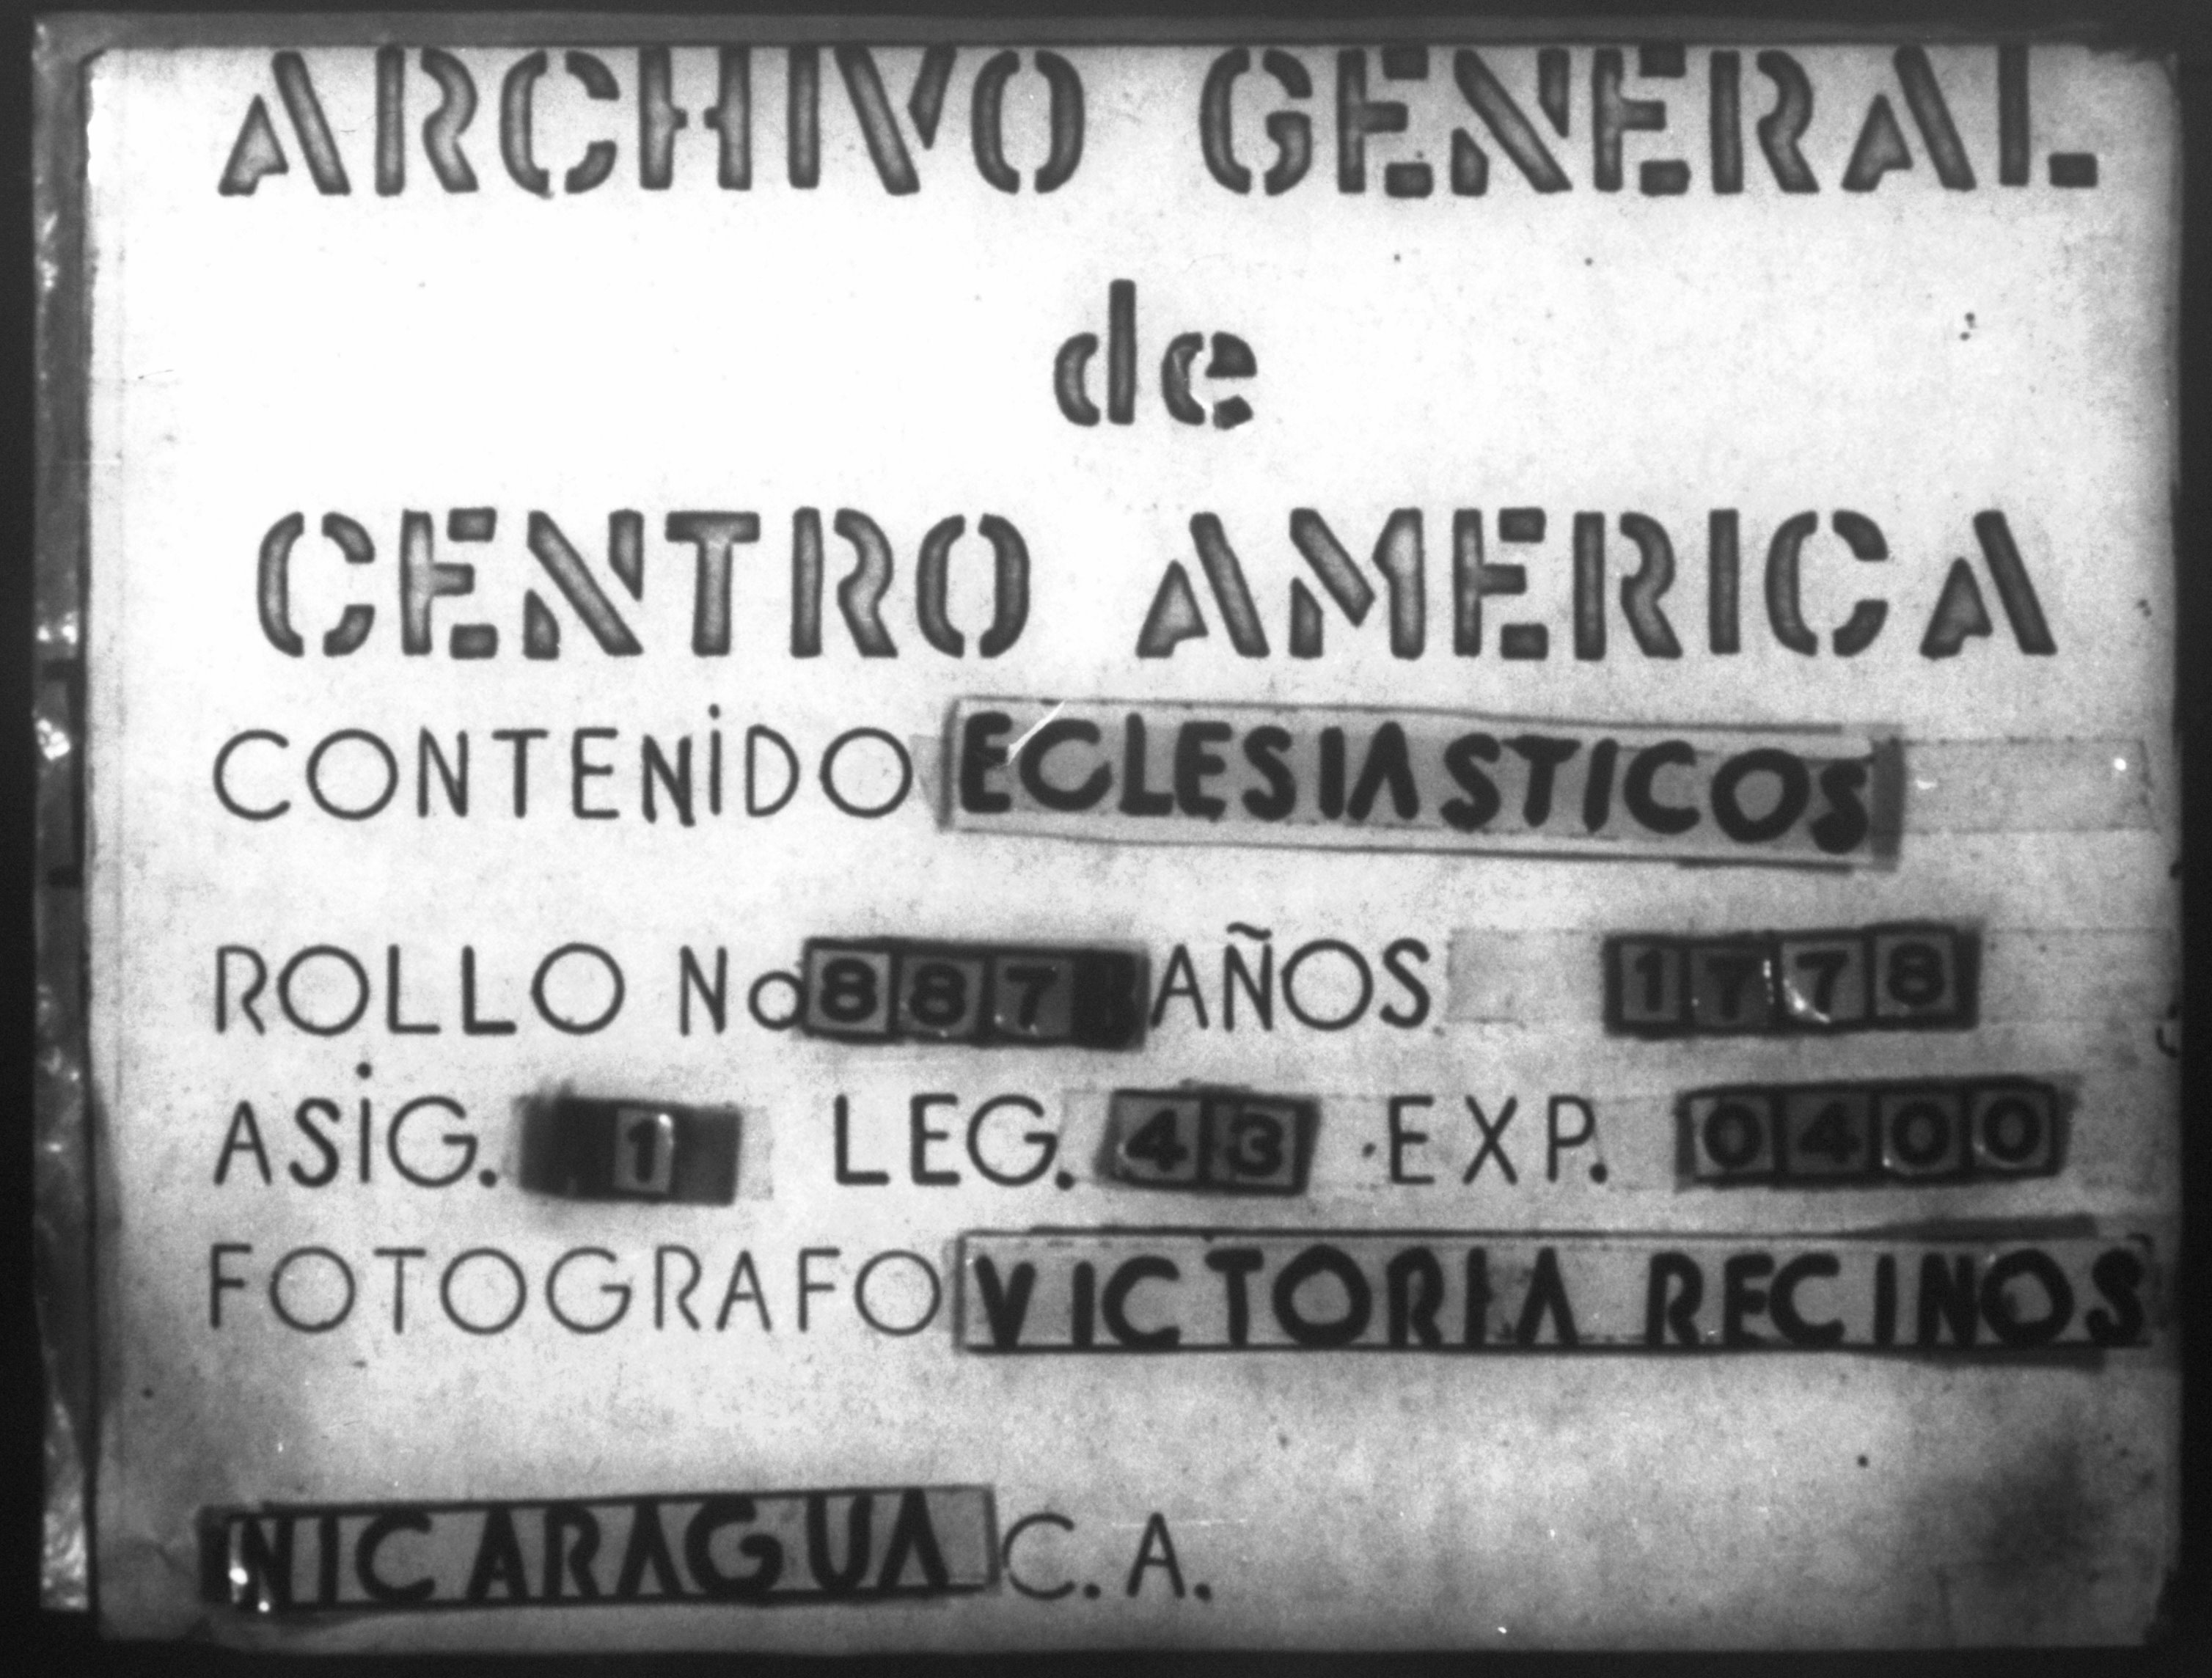 ARCHIVO GENERAL
de
CENTRO AMERICA
CONTENIDO ECLESIASTICOS
ROLLO No 887 AÑOS 1778
ASIG. 1 LEG. 43 EXP. 0400
FOTOGRAFO VICTORIA RECINOS
NICARAGUA C. A.